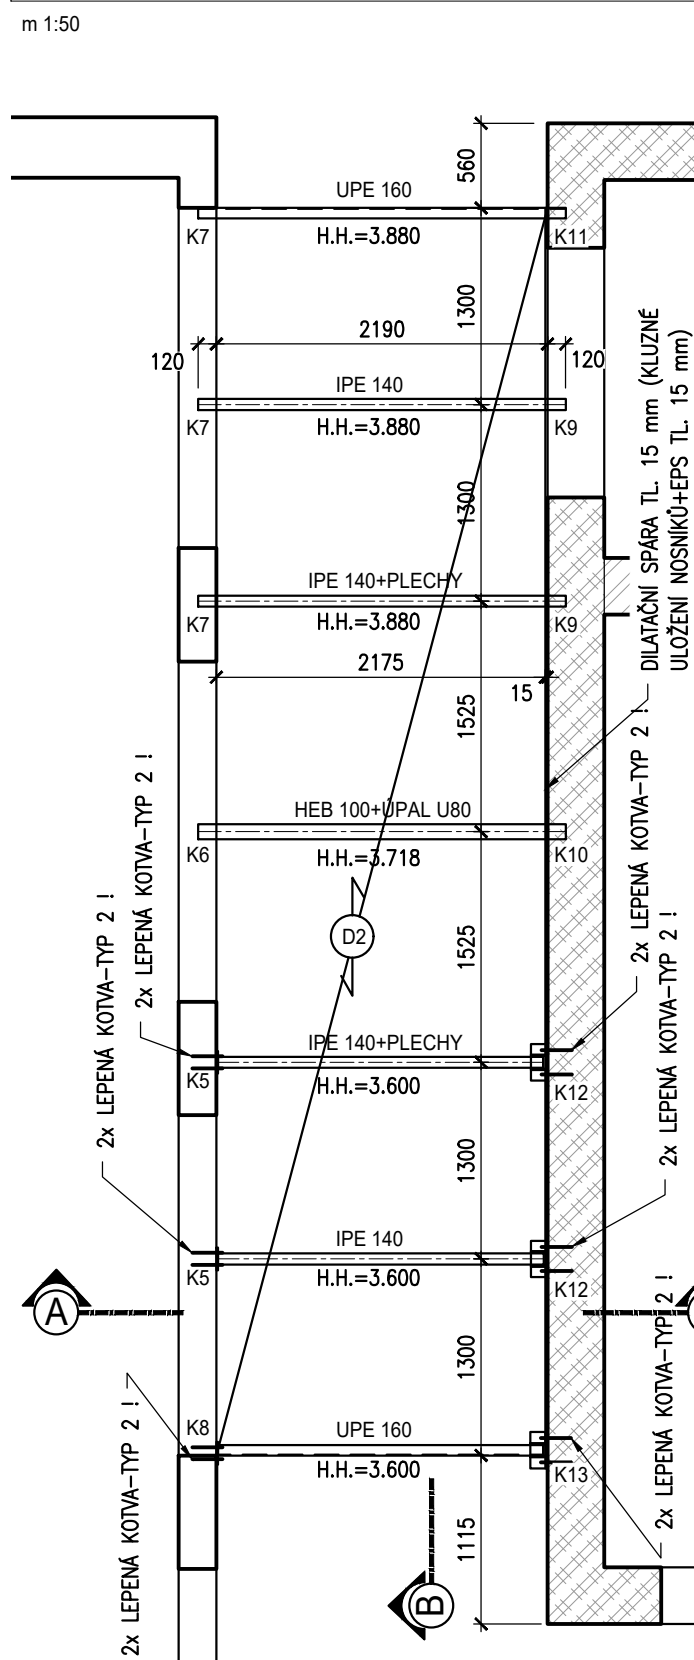 m 1:50
560
UPE 160
K7
H.H.=3.880
K11
1300
2190
120
120
IPE 140
K7
H.H.=3.880
K9
1300
DILATAČNÍ SPÁRA TL. 15 mm (KLUZNÉ
ULOŽENÍ NOSNÍKŮ+EPS TL. 15 mm)
IPE 140+PLECHY
K7
H.H.=3.880
K9
2175
15
1525
HEB 100+ÚPAL U80
K6
H.H.=3.718
K10
2x LEPENÁ KOTVA-TYP 2 !
2x LEPENÁ KOTVA-TYP 2 !
2x LEPENÁ KOTVA-TYP 2 !
2x LEPENÁ KOTVA-TYP 2 !
D2
1525
IPE 140+PLECHY
K5
H.H.=3.600
K12
1300
IPE 140
K5
H.H.=3.600
K12
A
1300
2x LEPENÁ KOTVA-TYP 2 !
2x LEPENÁ KOTVA-TYP 2 !
K8
UPE 160
H.H.=3.600
K13
1115
B